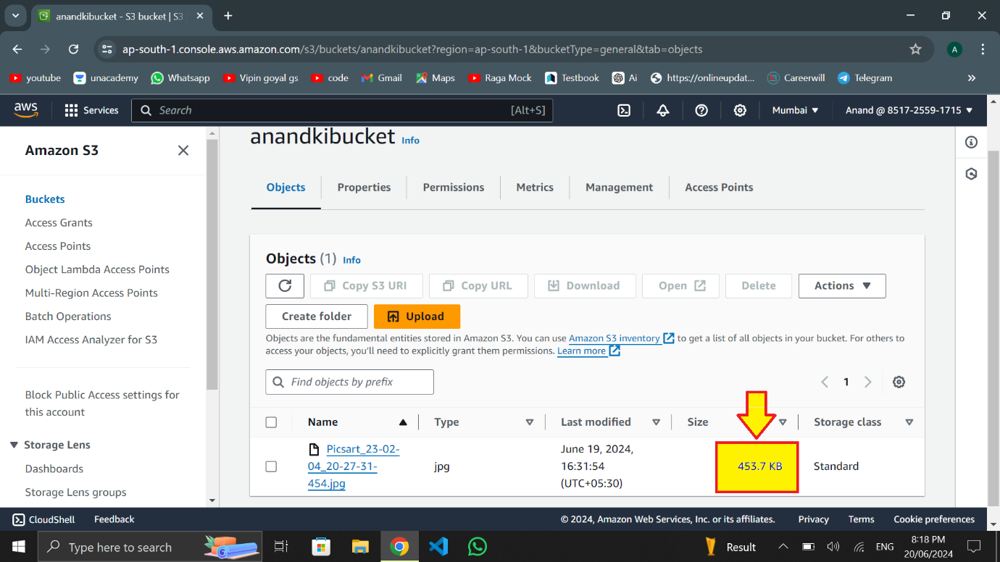 anandkibucket - S3 bucket | S3
ap-south-1.console.aws.amazon.com/s3/buckets/anandkibucket?region=ap-south-1&bucketType=general&tab=objects
A
youtube unacademy Whatsapp Vipin goyal gs code Gmail Maps Raga Mock Testbook Ai https://onlineupdat... Careerwill Telegram
aws Services Search [Alt+S] Mumbai Anand @ 8517-2559-1715
Amazon S3
Buckets
Access Grants
Access Points
Object Lambda Access Points
Multi-Region Access Points
Batch Operations
IAM Access Analyzer for S3
Block Public Access settings for
this account
Storage Lens
Dashboards
Storage Lens groups
anandkibucket Info
Objects Properties Permissions Metrics Management Access Points
Objects (1) Info
Copy S3 URI Copy URL Download Open Delete Actions
Create folder Upload
Objects are the fundamental entities stored in Amazon S3. You can use Amazon S3 inventory to get a list of all objects in your bucket. For others to
access your objects, you'll need to explicitly grant them permissions. Learn more
Find objects by prefix 1
Name Type Last modified Size Storage class
Picsart_23-02-
04_20-27-31-
454.jpg
jpg
June 19, 2024,
16:31:54
(UTC+05:30)
453.7 KB
Standard
CloudShell Feedback © 2024, Amazon Web Services, Inc. or its affiliates. Privacy Terms Cookie preferences
Type here to search Result ENG 8:18 PM
20/06/2024